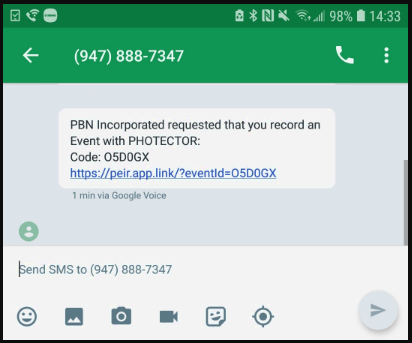 98% 14:33
(947) 888-7347
PBN Incorporated requested that you record an
Event with PHOTECTOR:
Code: O5D0GX
https://peir.app.link/?eventId=O5D0GX
1 min via Google Voice
Send SMS to (947) 888-7347